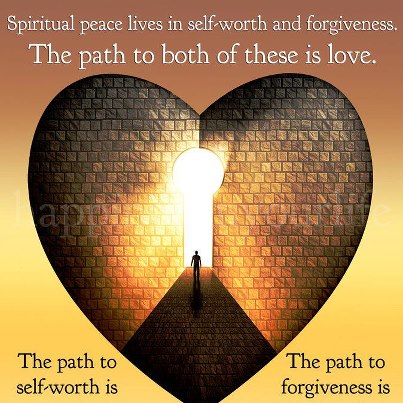 Spiritual peace lives in self-worth and forgiveness.
The path to both of these is love.
The path to
self-worth is
The path to
forgiveness is